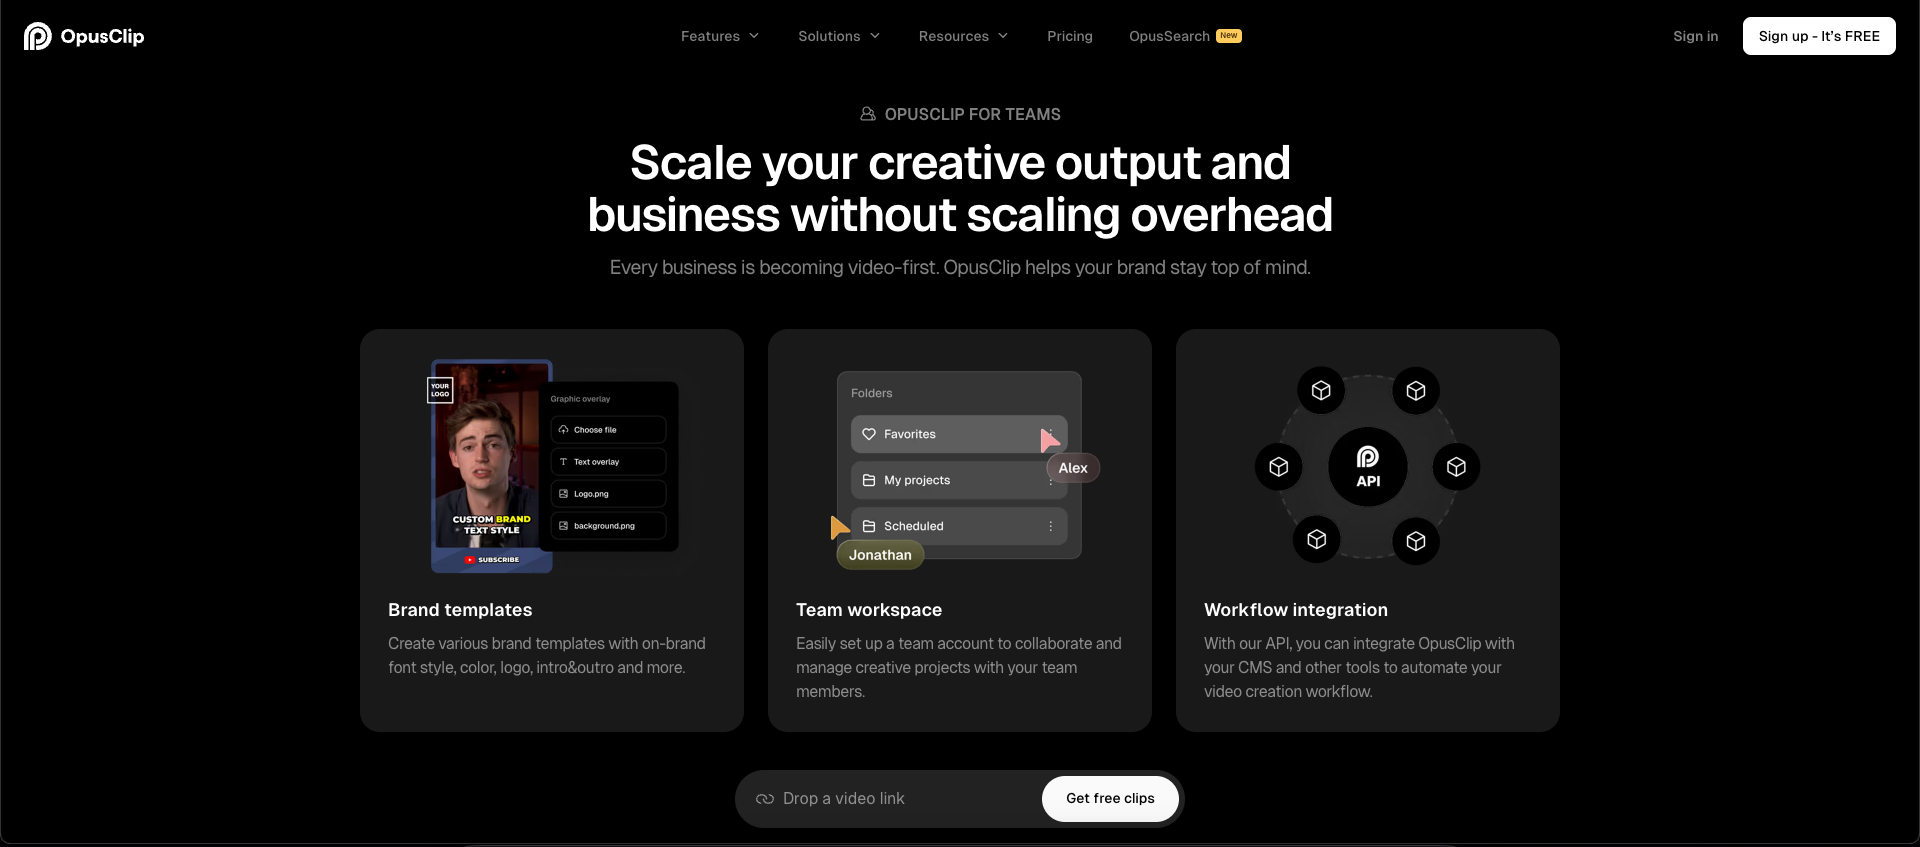 OpusClip
Features
Solutions
Resources
Pricing
OpusSearch New
Sign in
Sign up - It's FREE
OPUSCLIP FOR TEAMS
Scale your creative output and
business without scaling overhead
Every business is becoming video-first. OpusClip helps your brand stay top of mind.
YOUR
LOGO
CUSTOM BRAND
TEXT STYLE
SUBSCRIBE
Graphic overlay
Choose file
Text overlay
Logo.png
background.png
Brand templates
Create various brand templates with on-brand
font style, color, logo, intro&outro and more.
Folders
Favorites
Alex
My projects
Scheduled
Jonathan
Team workspace
Easily set up a team account to collaborate and
manage creative projects with your team
members.
API
Workflow integration
With our API, you can integrate OpusClip with
your CMS and other tools to automate your
video creation workflow.
Drop a video link
Get free clips